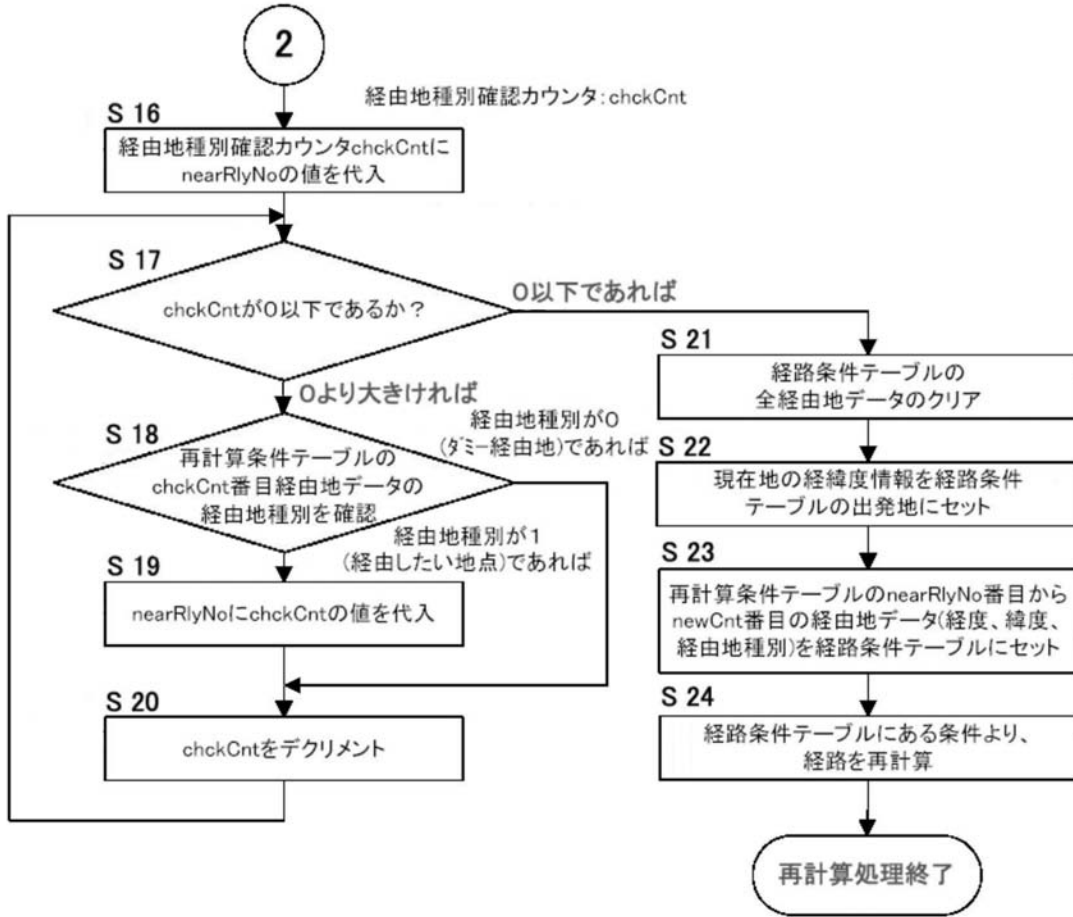 2
経由地種別確認カウンタ:chckCnt
S 16
経由地種別確認カウンタchckCntに
nearRlyNoの値を代入
S 17
chckCntが0以下であるか?
0以下であれば
0より大きければ
S 18
再計算条件テーブルの
chckCnt番目経由地データの
経由地種別を確認
経由地種別が0
(ダミー経由地)であれば
経由地種別が1
(経由したい地点)であれば
S 19
nearRlyNoにchckCntの値を代入
S 20
chckCntをデクリメント
S 21
経路条件テーブルの
全経由地データのクリア
S 22
現在地の経緯度情報を経路条件
テーブルの出発地にセット
S 23
再計算条件テーブルのnearRlyNo番目から
newCnt番目の経由地データ(経度、緯度、
経由地種別)を経路条件テーブルにセット
S 24
経路条件テーブルにある条件より、
経路を再計算
再計算処理終了